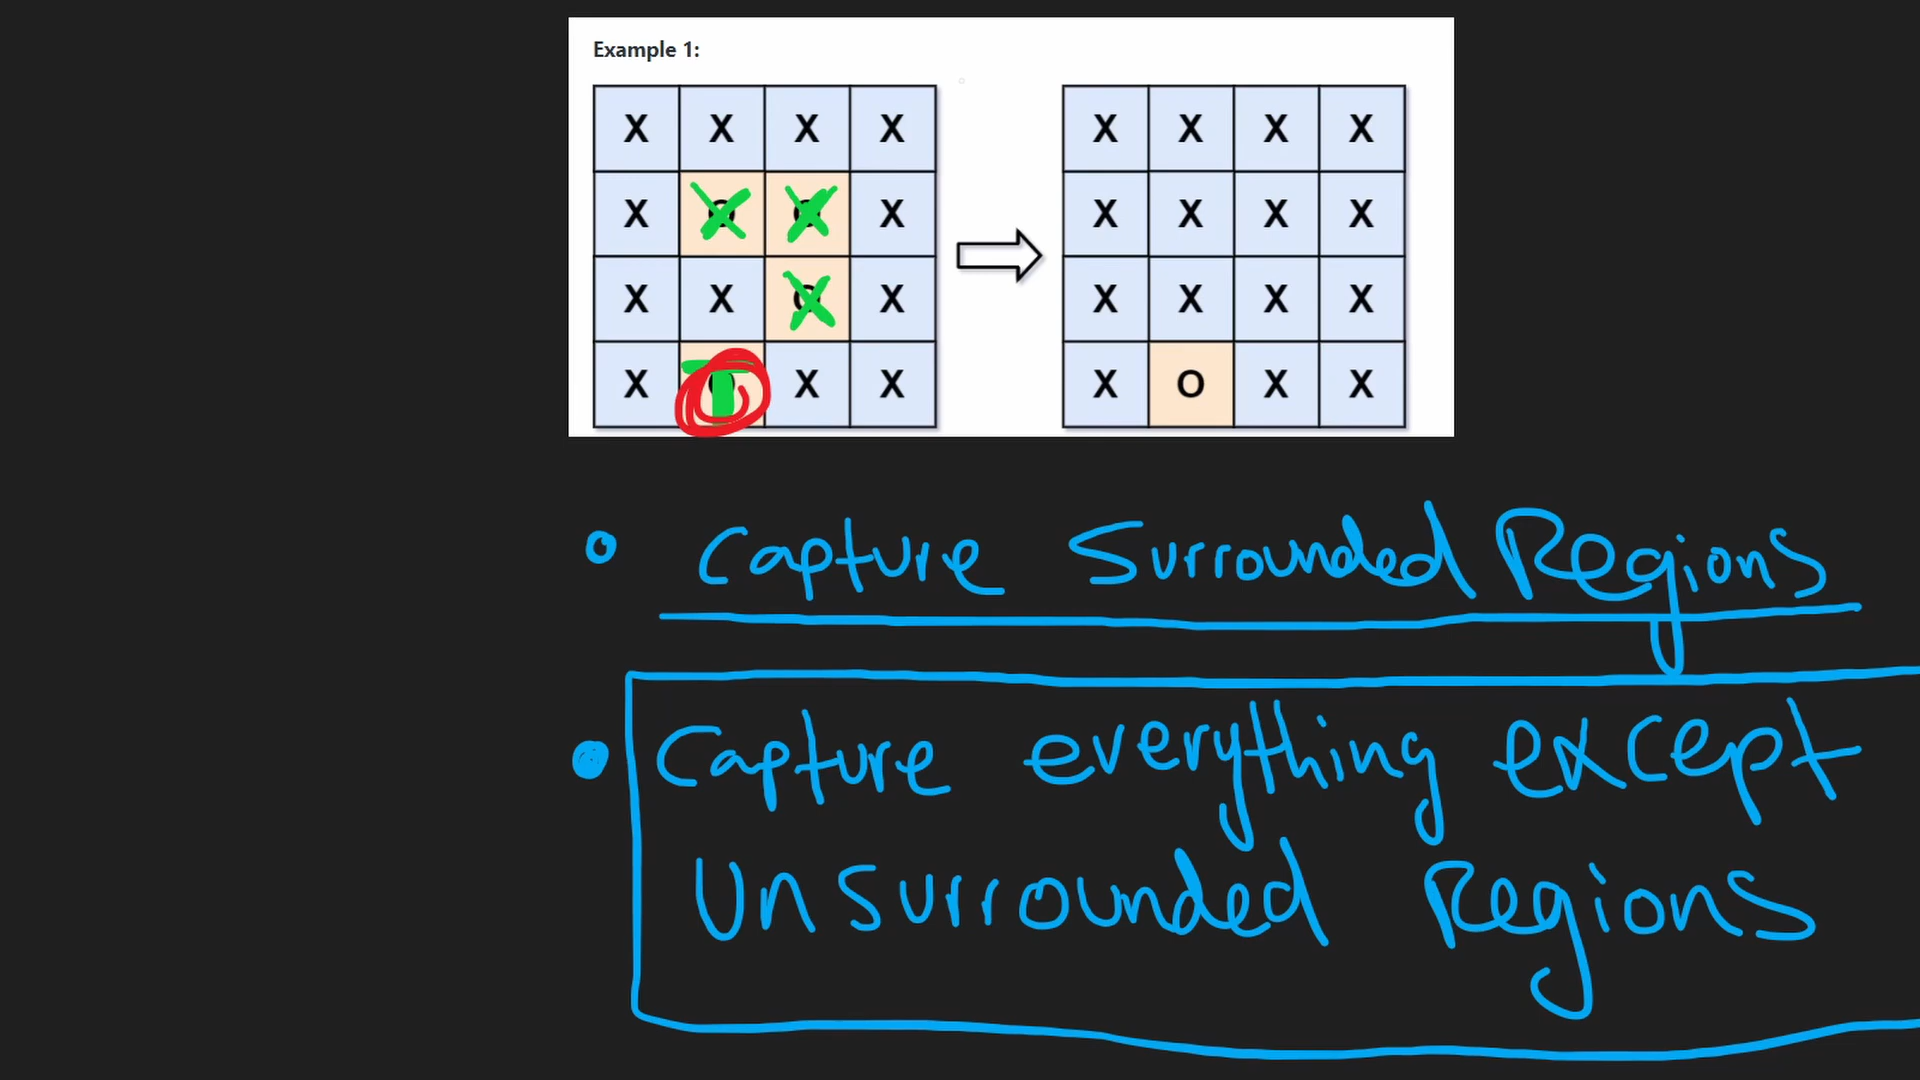 Example 1:
X X X X X X X X
X X X X X X X X
X X X X X X X X
X T X X X O X X
Capture Surrounded Regions
Capture everything except
Unsurrounded Regions